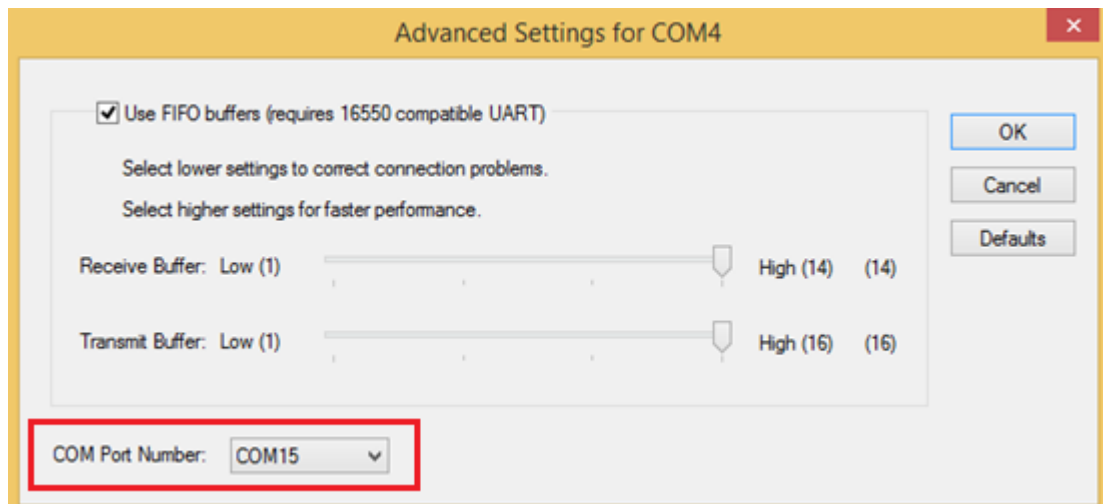 Advanced Settings for COM4
Use FIFO buffers (requires 16550 compatible UART)
OK
Select lower settings to correct connection problems.
Cancel
Select higher settings for faster performance.
Defaults
Receive Buffer: Low (1) High (14) (14)
Transmit Buffer: Low (1) High (16) (16)
COM Port Number: COM15